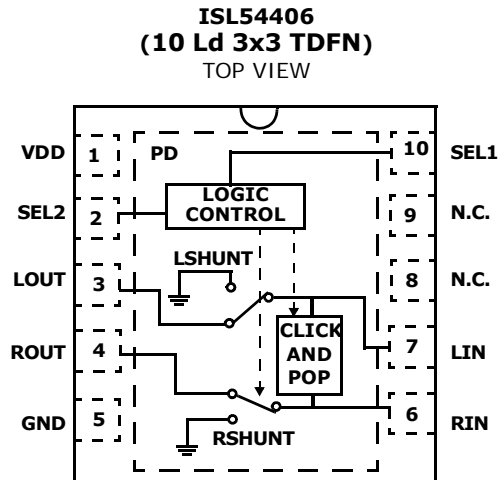 ISL54406
(10 Ld 3x3 TDFN)
TOP VIEW
VDD 1 PD 10 SEL1
LOGIC
CONTROL
SEL2 2 9 N.C.
LSHUNT
LOUT 3 8 N.C.
CLICK
AND
POP
ROUT 4 7 LIN
GND 5 6 RIN
RSHUNT